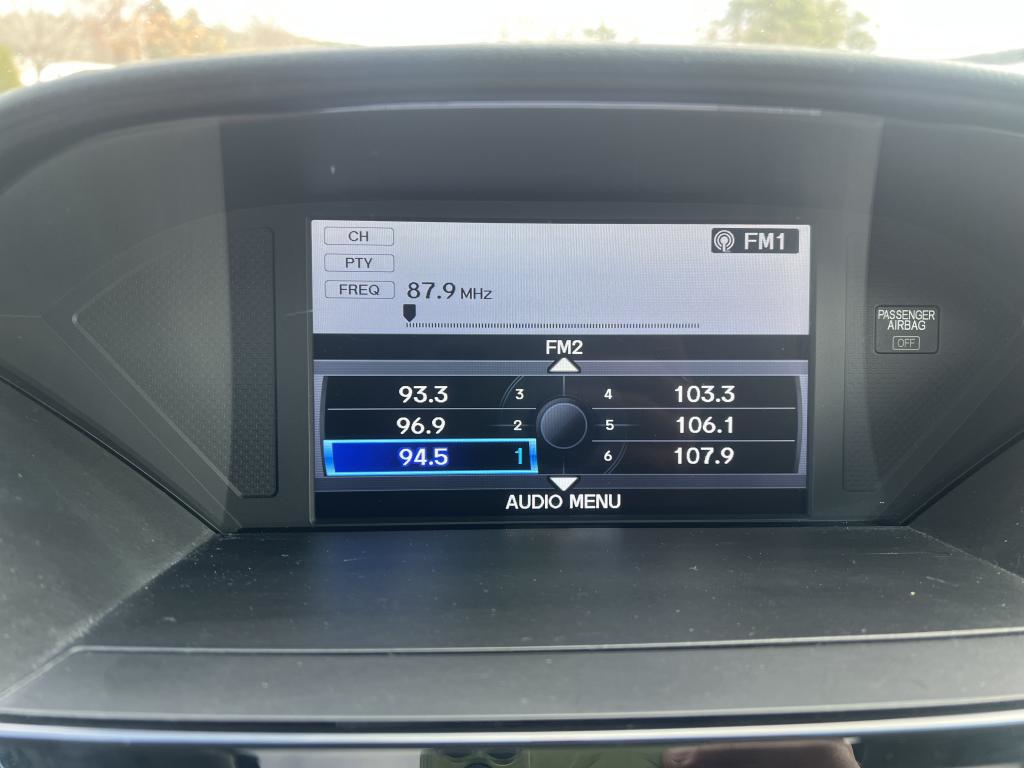 CH
FM1
PTY
FREQ 87.9 MHz
PASSENGER
AIRBAG
OFF
FM2
93.3 3 4 103.3
96.9 2 5 106.1
94.5 1 6 107.9
AUDIO MENU